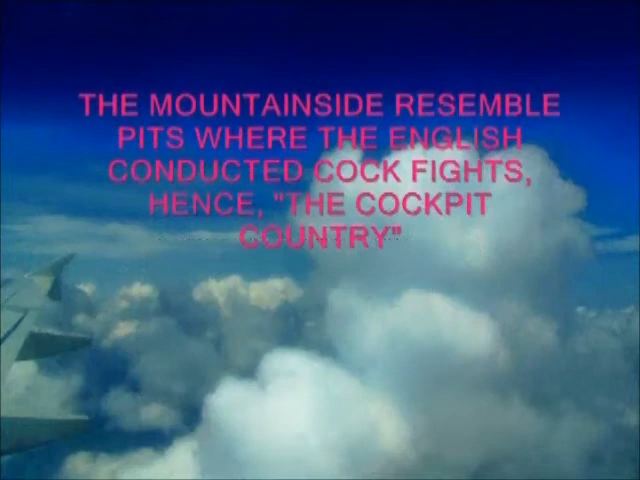 THE MOUNTAINSIDE RESEMBLE
PITS WHERE THE ENGLISH
CONDUCTED COCK FIGHTS,
HENCE, "THE COCKPIT
COUNTRY"